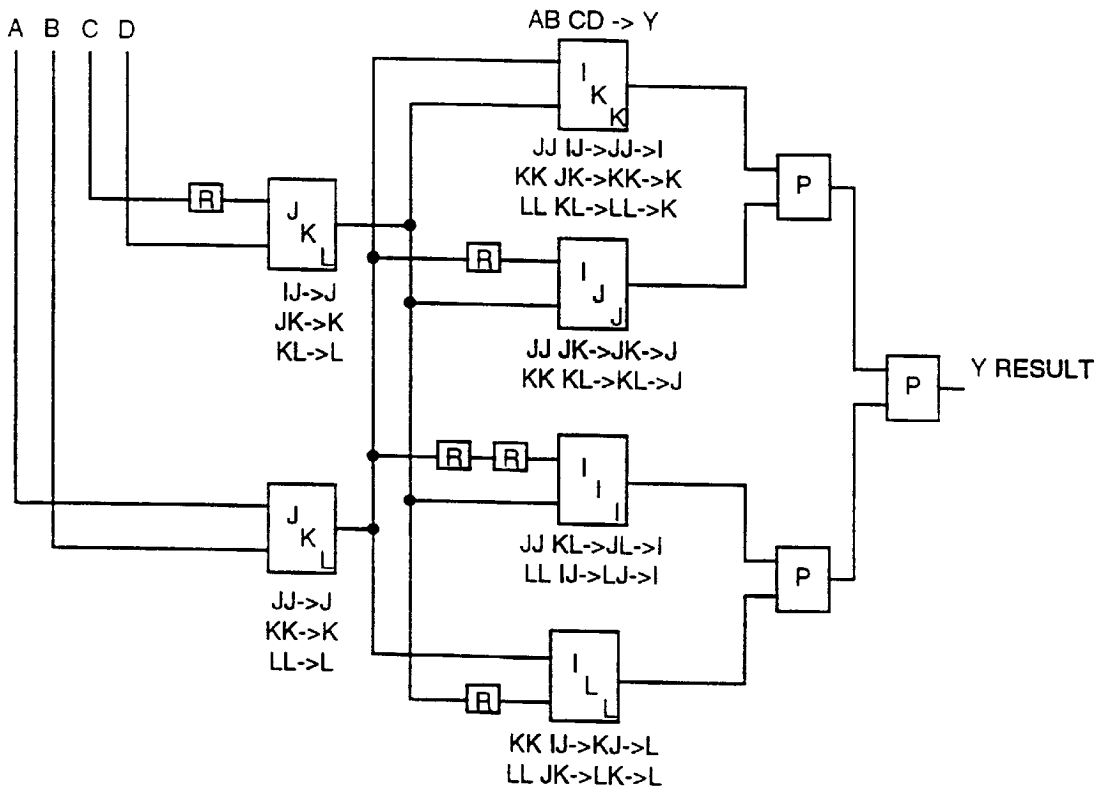 A B C D
AB CD -> Y
I
K
K
JJ IJ->JJ->I
KK JK->KK->K
LL KL->LL->K
P
R
J
K
L
IJ->J
JK->K
KL->L
R
I
J
J
JJ JK->JK->J
KK KL->KL->J
P
Y RESULT
R
R
I
I
I
JJ KL->JL->I
LL IJ->LJ->I
J
K
L
JJ->J
KK->K
LL->L
P
I
L
L
R
KK IJ->KJ->L
LL JK->LK->L